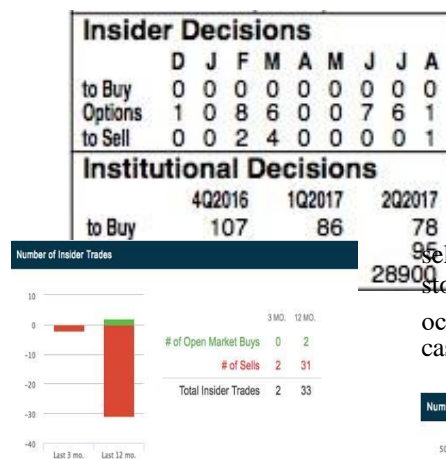 Insider Decisions
D J F M A M J J A
to Buy 0 0 0 0 0 0 0 0 0
Options 1 0 8 6 0 0 7 6 1
to Sell 0 0 2 4 0 0 0 0 1
Institutional Decisions
4Q2016 1Q2017 2Q2017
to Buy 107 86 78
95
28900
Number of Insider Trades
10
0
-10
-20
-30
-40
Last 3 mo. Last 12 mo.
3 MO. 12 MO.
# of Open Market Buys 0 2
# of Sells 2 31
Total Insider Trades 2 33